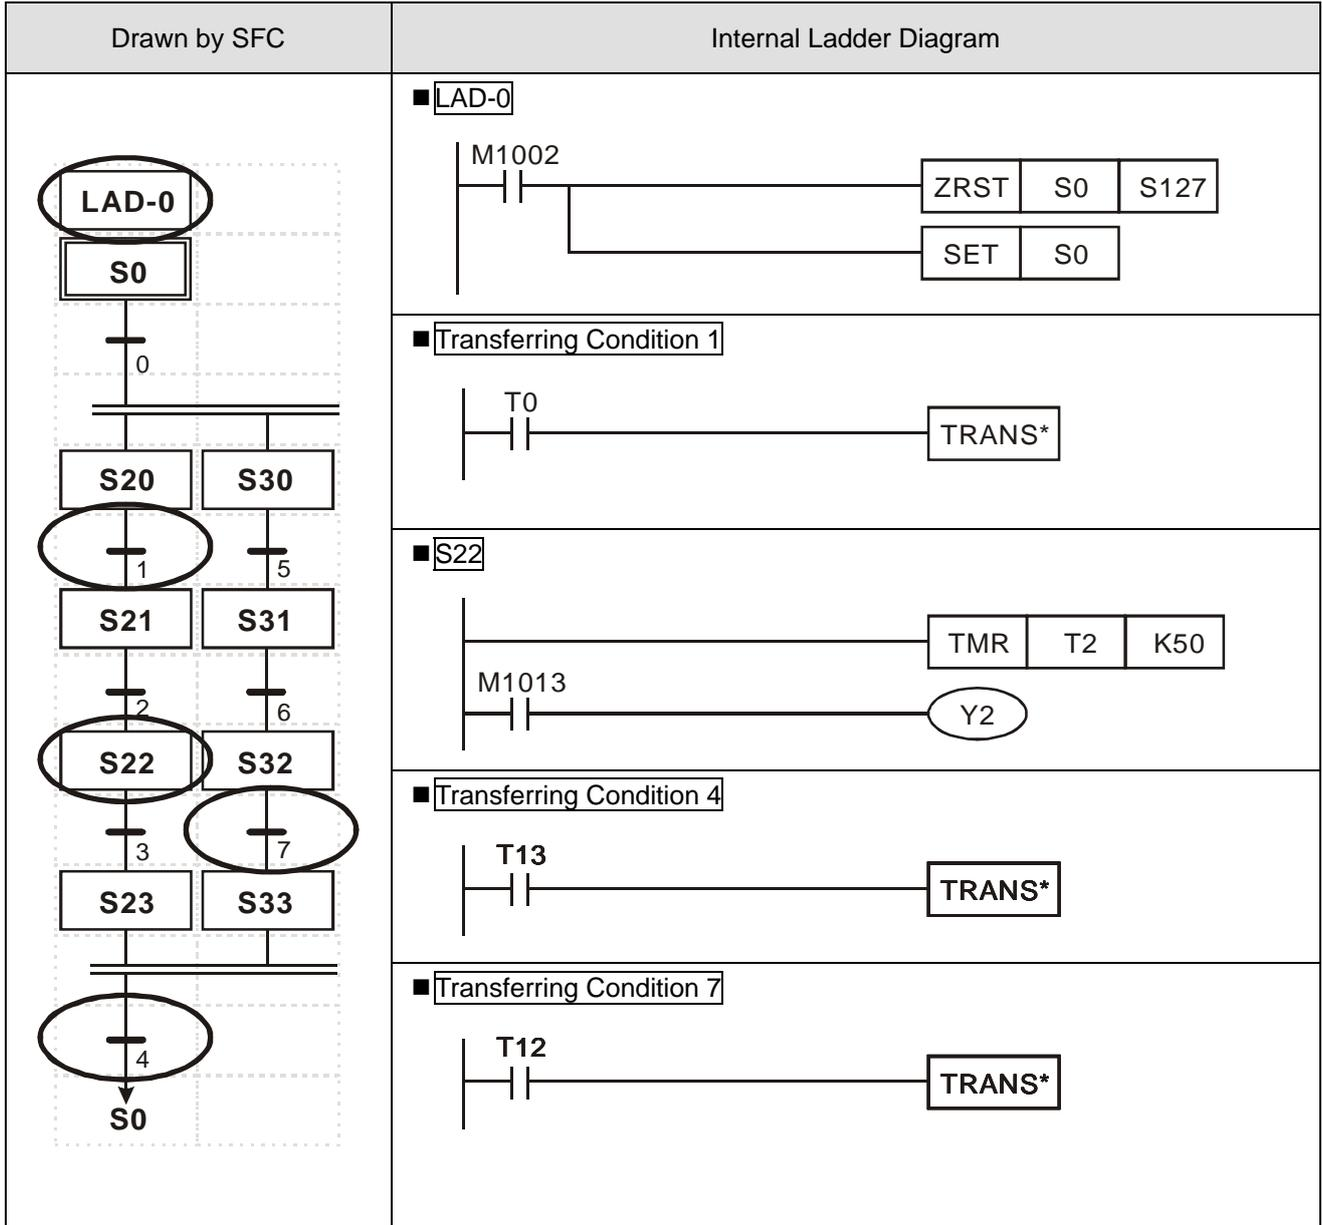 Drawn by SFC
Internal Ladder Diagram
LAD-0
S0
0
S20 S30
1 5
S21 S31
2 6
S22 S32
3 7
S23 S33
4
S0
■ LAD-0
M1002
ZRST S0 S127
SET S0
■ Transferring Condition 1
T0
TRANS*
■ S22
TMR T2 K50
M1013
Y2
■ Transferring Condition 4
T13
TRANS*
■ Transferring Condition 7
T12
TRANS*